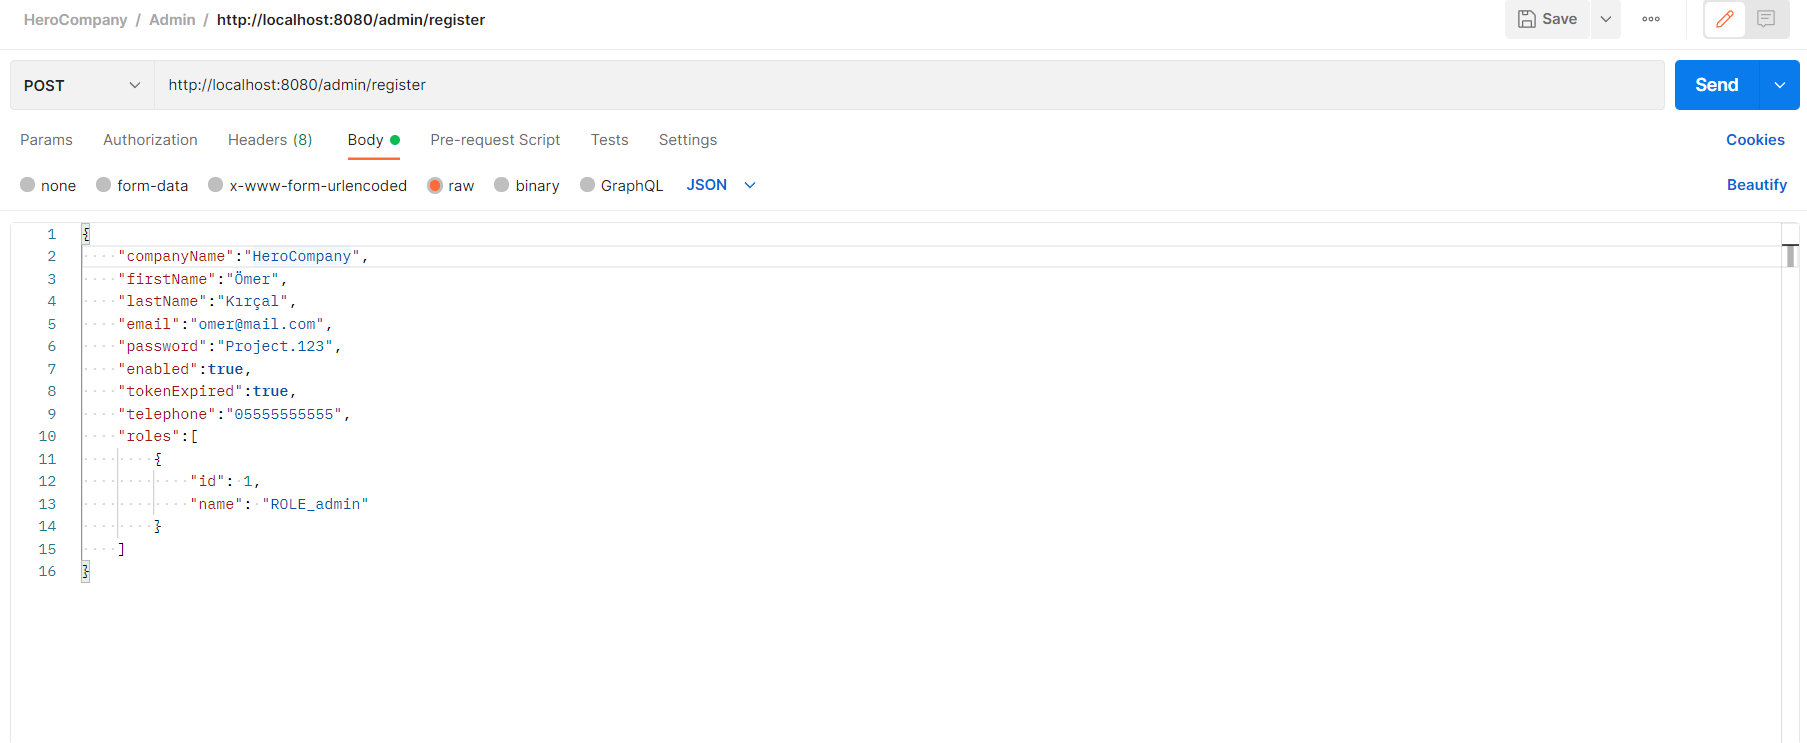 HeroCompany / Admin / http://localhost:8080/admin/register
Save
POST http://localhost:8080/admin/register Send
Params Authorization Headers (8) Body Pre-request Script Tests Settings Cookies
none form-data x-www-form-urlencoded raw binary GraphQL JSON Beautify
1 {
2 "companyName":"HeroCompany",
3 "firstName":"Ömer",
4 "lastName":"Kırçal",
5 "email":"omer@mail.com",
6 "password":"Project.123",
7 "enabled":true,
8 "tokenExpired":true,
9 "telephone":"05555555555",
10 "roles":[
11 {
12 "id": 1,
13 "name": "ROLE_admin"
14 }
15 ]
16 }